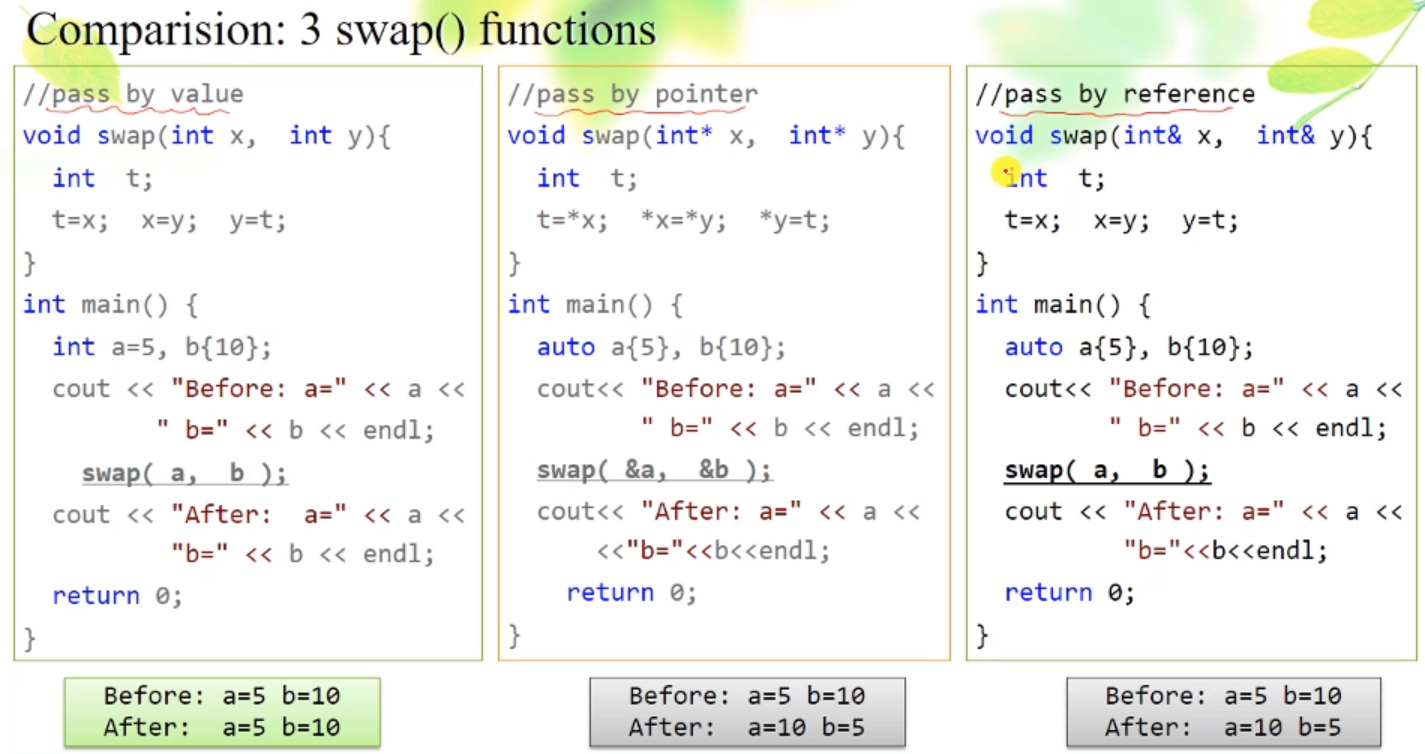 Comparision: 3 swap() functions
//pass by value
void swap(int x,  int y){
  int  t;
  t=x;  x=y;  y=t;
}
int main() {
  int a=5, b{10};
  cout << "Before: a=" << a <<
         " b=" << b << endl;
    swap( a,  b );
  cout << "After:  a=" << a <<
          "b=" << b << endl;
  return 0;
}
Before: a=5 b=10
After:  a=5 b=10
//pass by pointer
void swap(int* x,  int* y){
  int  t;
  t=*x;  *x=*y;  *y=t;
}
int main() {
  auto a{5}, b{10};
  cout<< "Before: a=" << a <<
         " b=" << b << endl;
  swap( &a,  &b );
  cout<< "After: a=" << a <<
      <<"b="<<b<<endl;
    return 0;
}
Before: a=5 b=10
After:  a=10 b=5
//pass by reference
void swap(int& x,  int& y){
  int  t;
  t=x;  x=y;  y=t;
}
int main() {
  auto a{5}, b{10};
  cout<< "Before: a=" << a <<
         " b=" << b << endl;
  swap( a,  b );
  cout << "After: a=" << a <<
          "b="<<b<<endl;
  return 0;
}
Before: a=5 b=10
After:  a=10 b=5